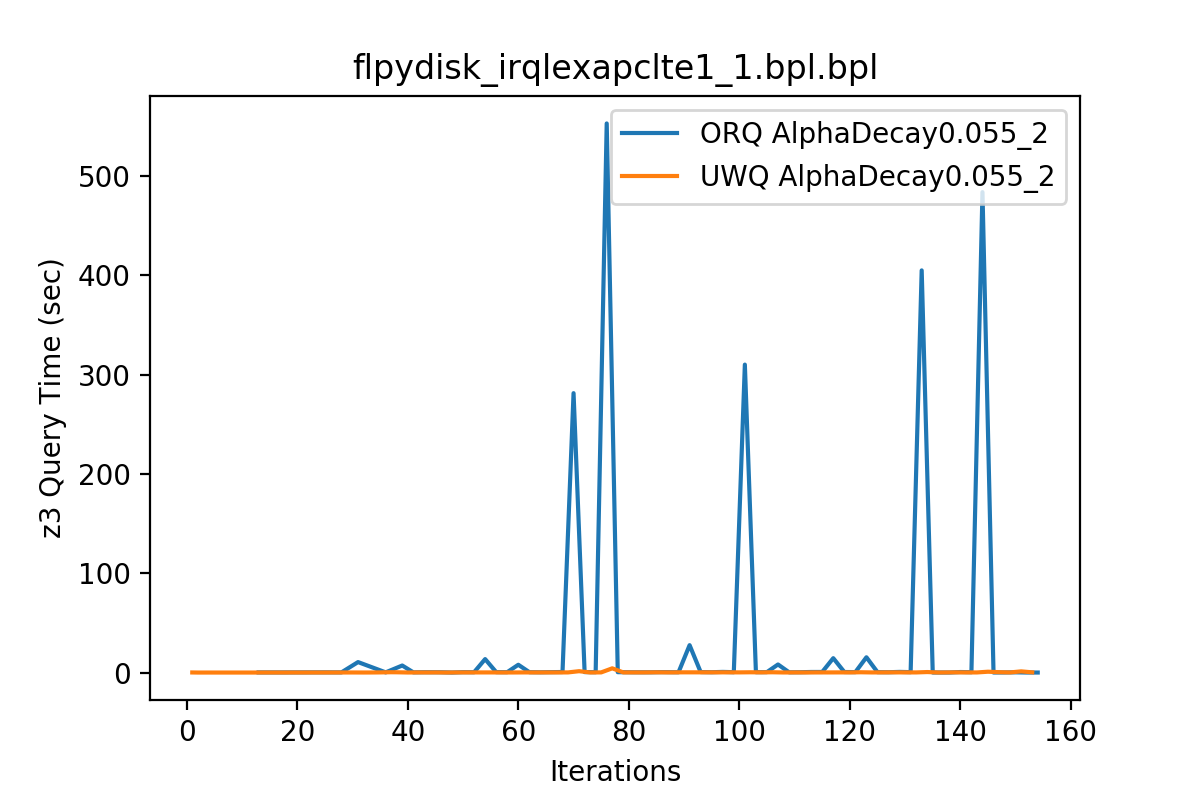 flpydisk_irqlexapclte1_1.bpl.bpl
ORQ AlphaDecay0.055_2
UWQ AlphaDecay0.055_2
z3 Query Time (sec)
500
400
300
200
100
0
0 20 40 60 80 100 120 140 160
Iterations